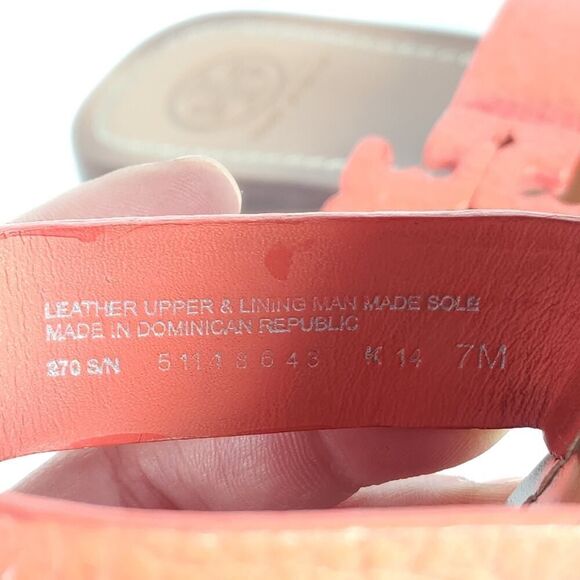 LEATHER UPPER & LINING MAN MADE SOLE
MADE IN DOMINICAN REPUBLIC
270 S/N 51148643 K 14 7M